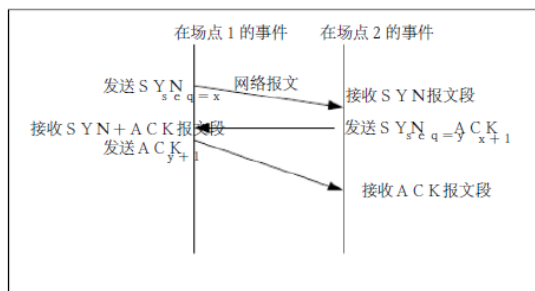 在场点 1 的事件 在场点 2 的事件
发送 S Y N seq=x
网络报文
接收 S Y N 报文段
发送 S Y N seq=y A C K x+1
接收 S Y N + A C K 报文段
发送 A C K y+1
接收 A C K 报文段